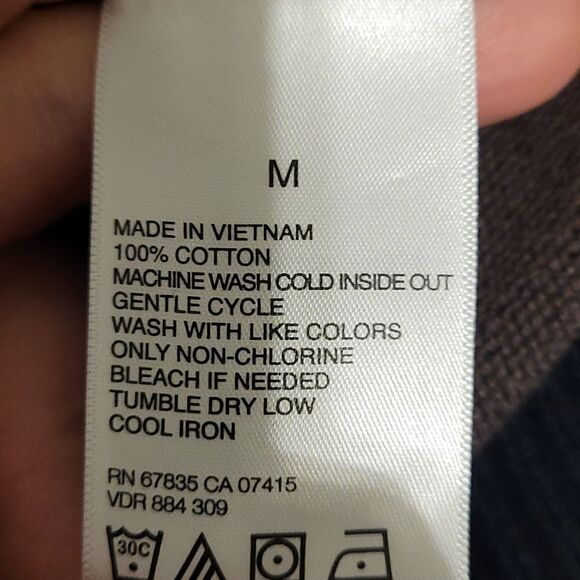 M
MADE IN VIETNAM
100% COTTON
MACHINE WASH COLD INSIDE OUT
GENTLE CYCLE
WASH WITH LIKE COLORS
ONLY NON-CHLORINE
BLEACH IF NEEDED
TUMBLE DRY LOW
COOL IRON
RN 67835 CA 07415
VDR 884 309
30C